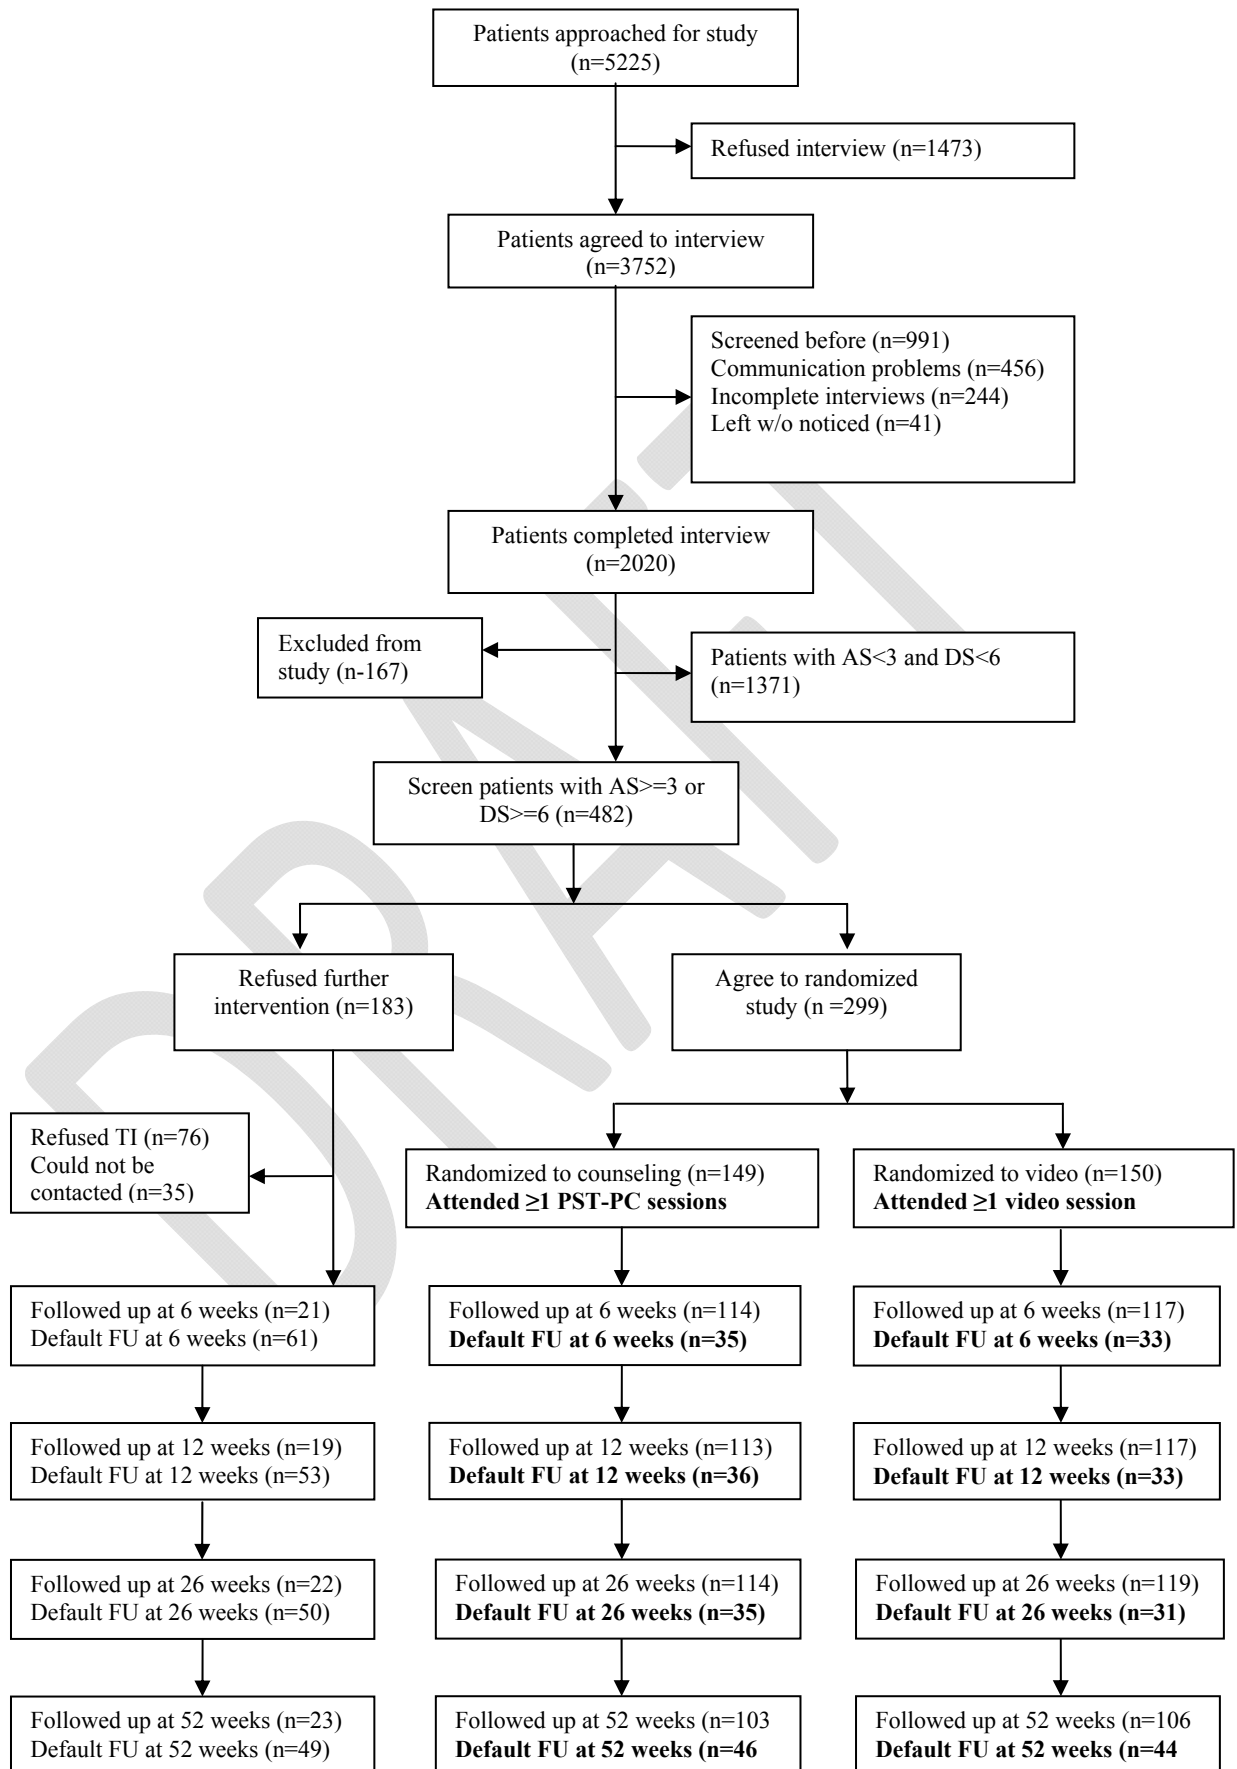 Patients approached for study
(n=5225)
Refused interview (n=1473)
Patients agreed to interview
(n=3752)
Screened before (n=991)
Communication problems (n=456)
Incomplete interviews (n=244)
Left w/o noticed (n=41)
Patients completed interview
(n=2020)
Excluded from
study (n-167)
Patients with AS<3 and DS<6
(n=1371)
Screen patients with AS>=3 or
DS>=6 (n=482)
Refused further
intervention (n=183)
Agree to randomized
study (n =299)
Refused TI (n=76)
Could not be
contacted (n=35)
Randomized to counseling (n=149)
Attended ≥1 PST-PC sessions
Randomized to video (n=150)
Attended ≥1 video session
Followed up at 6 weeks (n=21)
Default FU at 6 weeks (n=61)
Followed up at 6 weeks (n=114)
Default FU at 6 weeks (n=35)
Followed up at 6 weeks (n=117)
Default FU at 6 weeks (n=33)
Followed up at 12 weeks (n=19)
Default FU at 12 weeks (n=53)
Followed up at 12 weeks (n=113)
Default FU at 12 weeks (n=36)
Followed up at 12 weeks (n=117)
Default FU at 12 weeks (n=33)
Followed up at 26 weeks (n=22)
Default FU at 26 weeks (n=50)
Followed up at 26 weeks (n=114)
Default FU at 26 weeks (n=35)
Followed up at 26 weeks (n=119)
Default FU at 26 weeks (n=31)
Followed up at 52 weeks (n=23)
Default FU at 52 weeks (n=49)
Followed up at 52 weeks (n=103
Default FU at 52 weeks (n=46
Followed up at 52 weeks (n=106
Default FU at 52 weeks (n=44
DRAFT